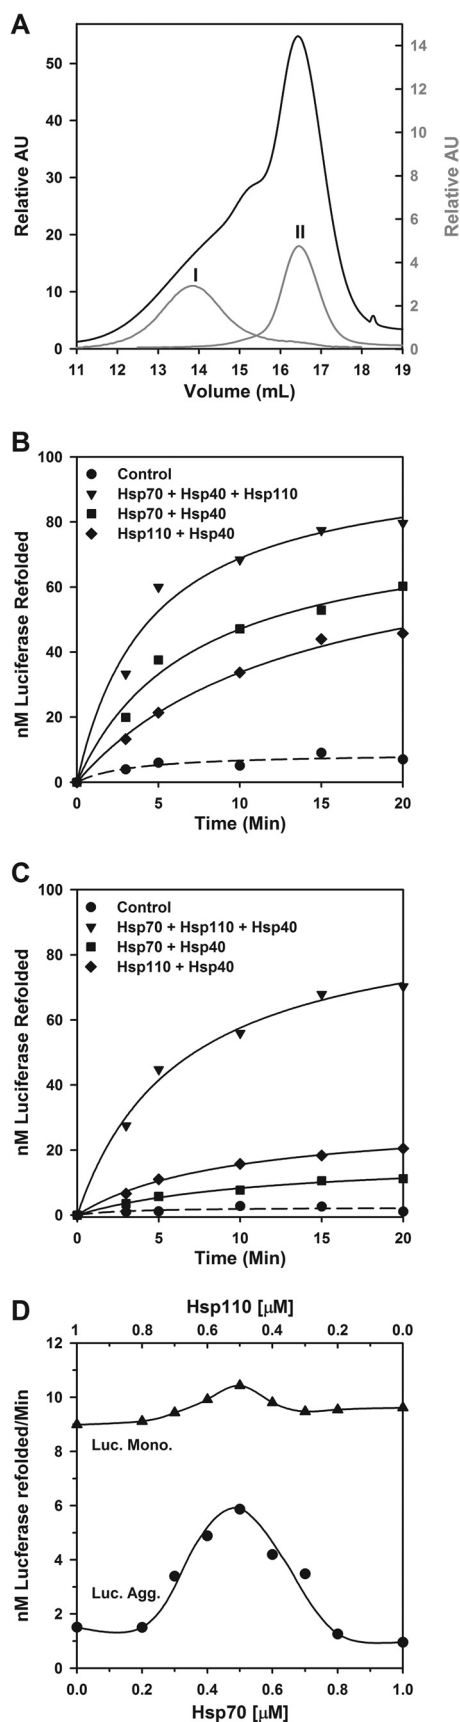 A
Relative AU
50
40
30
20
10
0
14
12
10
8
6
4
2
0
Relative AU
I
II
11 12 13 14 15 16 17 18 19
Volume (mL)
B
nM Luciferase Refolded
100
80
60
40
20
0
Control
Hsp70 + Hsp40 + Hsp110
Hsp70 + Hsp40
Hsp110 + Hsp40
0 5 10 15 20
Time (Min)
C
nM Luciferase Refolded
100
80
60
40
20
0
Control
Hsp70 + Hsp110 + Hsp40
Hsp70 + Hsp40
Hsp110 + Hsp40
0 5 10 15 20
Time (Min)
D
Hsp110 [µM]
1 0.8 0.6 0.4 0.2 0.0
nM Luciferase refolded/Min
12
10
8
6
4
2
0
Luc. Mono.
Luc. Agg.
0.0 0.2 0.4 0.6 0.8 1.0
Hsp70 [µM]